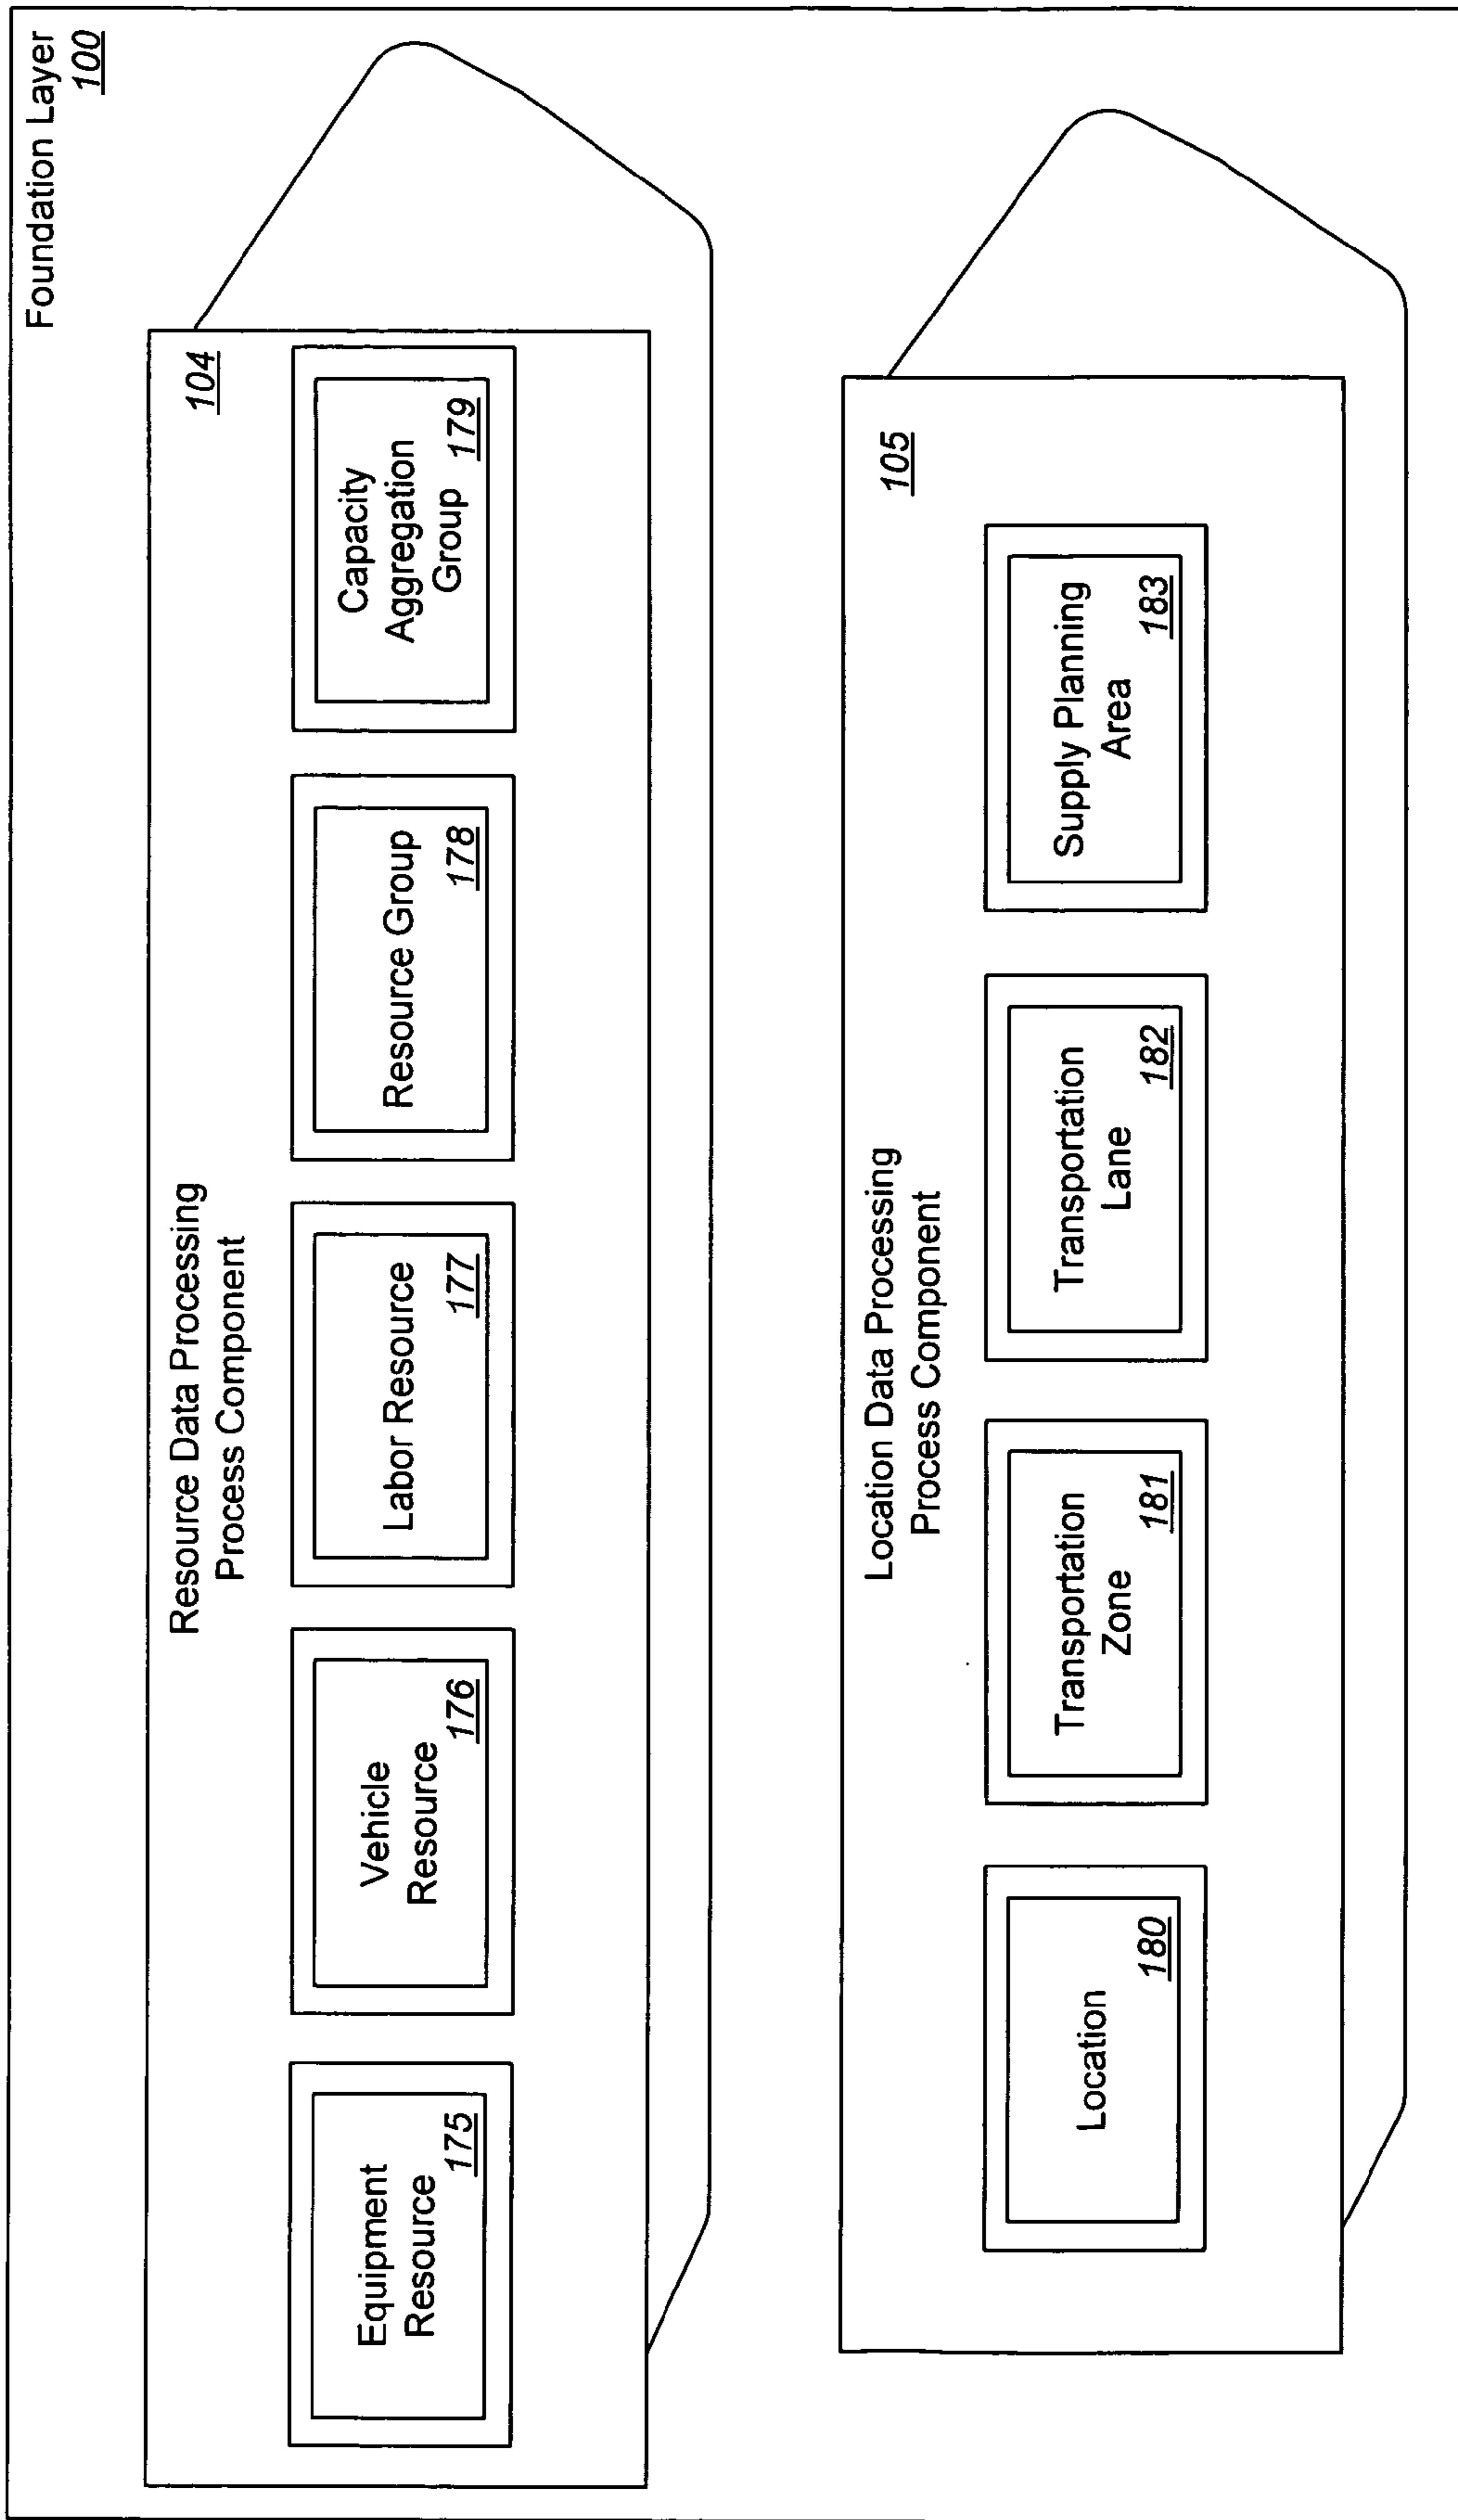 Foundation Layer
100
Resource Data Processing
Process Component
104
Equipment
Resource
175
Vehicle
Resource
176
Labor Resource
177
Resource Group
178
Capacity
Aggregation
Group 179
Location Data Processing
Process Component
105
Location
180
Transportation
Zone
181
Transportation
Lane
182
Supply Planning
Area
183